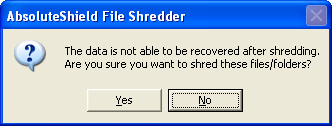 AbsoluteShield File Shredder
The data is not able to be recovered after shredding.
Are you sure you want to shred these files/folders?
Yes No